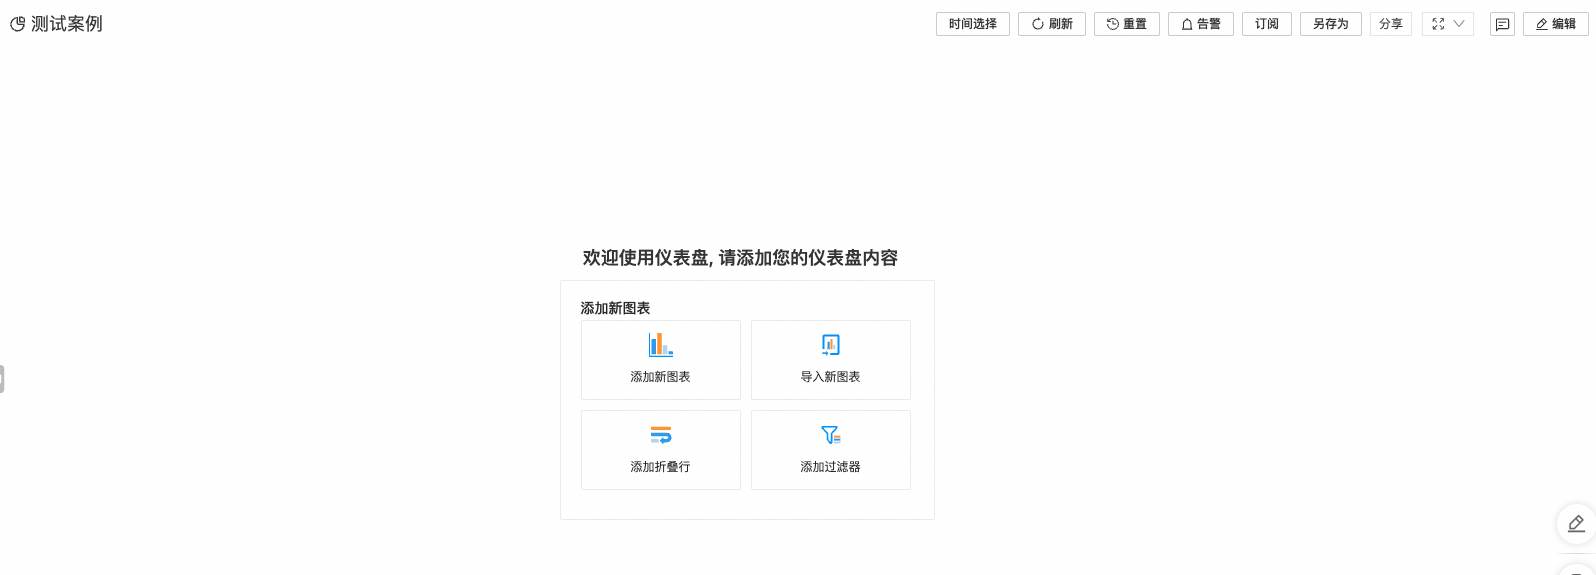 测试案例
时间选择 刷新 重置 告警 订阅 另存为 分享 编辑
欢迎使用仪表盘, 请添加您的仪表盘内容
添加新图表
添加新图表 导入新图表
添加折叠行 添加过滤器